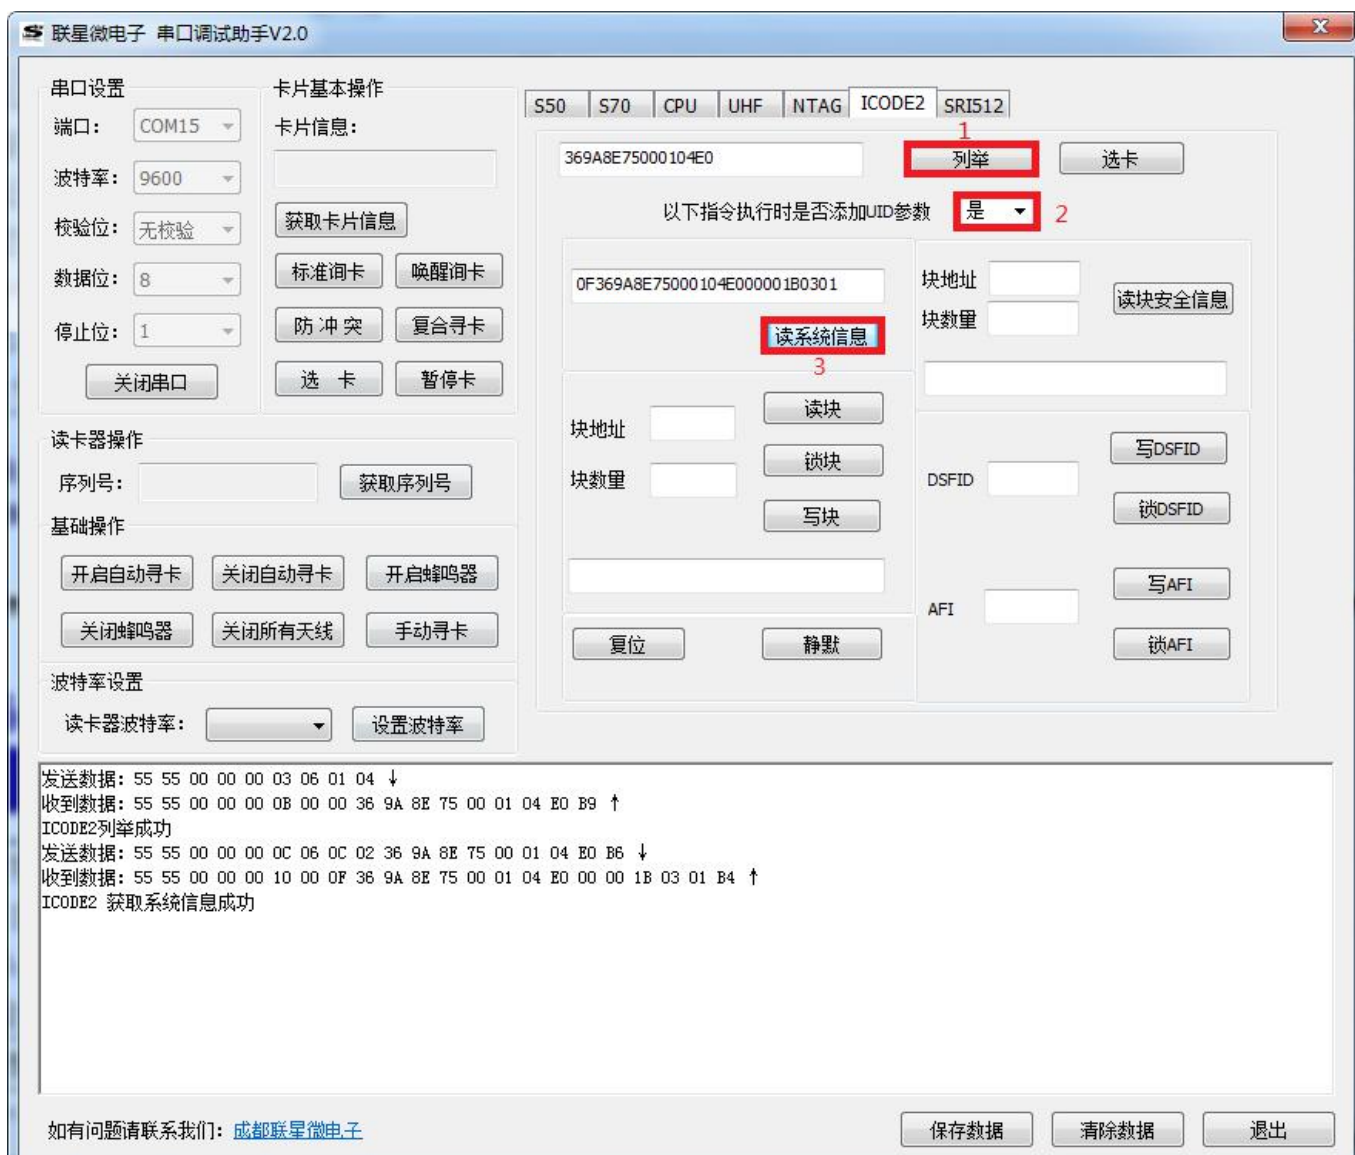 联星微电子 串口调试助手V2.0
串口设置
端口：
COM15
波特率：
9600
校验位：
无校验
数据位：
8
停止位：
1
关闭串口
卡片基本操作
卡片信息：
获取卡片信息
标准询卡
唤醒询卡
防 冲 突
复合寻卡
选 卡
暂停卡
读卡器操作
序列号：
获取序列号
基础操作
开启自动寻卡
关闭自动寻卡
开启蜂鸣器
关闭蜂鸣器
关闭所有天线
手动寻卡
波特率设置
读卡器波特率：
设置波特率
S50
S70
CPU
UHF
NTAG
ICODE2
SRI512
1
369A8E75000104E0
列举
选卡
以下指令执行时是否添加UID参数
是
2
0F369A8E75000104E000001B0301
读系统信息
3
块地址
块数量
读块安全信息
块地址
块数量
读块
锁块
写块
DSFID
写DSFID
锁DSFID
AFI
写AFI
锁AFI
复位
静默
发送数据：55 55 00 00 00 03 06 01 04 ↓
收到数据：55 55 00 00 00 0B 00 00 36 9A 8E 75 00 01 04 E0 B9 ↑
ICODE2列举成功
发送数据：55 55 00 00 00 0C 06 0C 02 36 9A 8E 75 00 01 04 E0 B6 ↓
收到数据：55 55 00 00 00 10 00 0F 36 9A 8E 75 00 01 04 E0 00 00 1B 03 01 B4 ↑
ICODE2 获取系统信息成功
如有问题请联系我们：成都联星微电子
保存数据
清除数据
退出